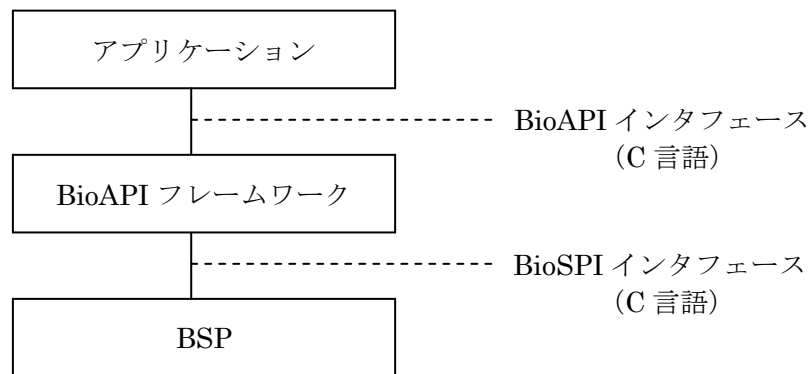 アプリケーション
BioAPI インタフェース
（C 言語）
BioAPI フレームワーク
BioSPI インタフェース
（C 言語）
BSP